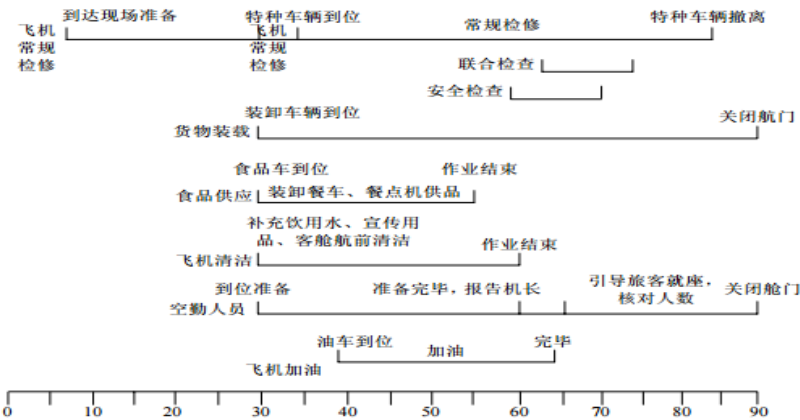 到达现场准备
特种车辆到位
常规检修
特种车辆撤离
飞机
常规
检修
飞机
常规
检修
联合检查
安全检查
装卸车辆到位
关闭航门
货物装载
食品车到位
作业结束
食品供应
装卸餐车、餐点机供品
补充饮用水、宣传用
品、客舱航前清洁
作业结束
飞机清洁
到位准备
准备完毕，报告机长
引导旅客就座，
核对人数
关闭舱门
空勤人员
油车到位
加油
完毕
飞机加油
0 10 20 30 40 50 60 70 80 90